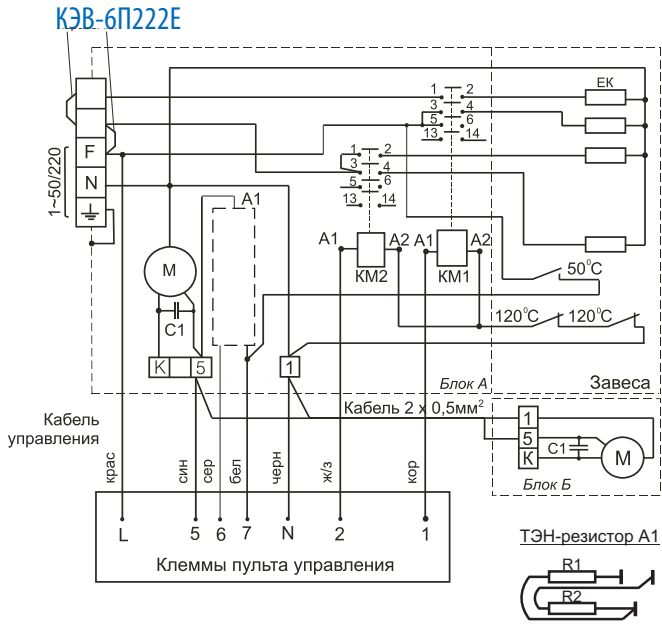 КЭВ-6П222Е
F
N
1~50/220
1
2
3
4
5
6
13
14
ЕК
1
2
3
4
5
6
13
14
A1
A1
A2
A1
A2
КМ2
КМ1
М
С1
50°С
120°С 120°С
К
5
1
Блок А
Завеса
Кабель
управления
Кабель 2 x 0,5мм²
крас
син
сер
бел
черн
ж/з
кор
1
5
К
С1
М
Блок Б
L
5
6
7
N
2
1
Клеммы пульта управления
ТЭН-резистор А1
R1
R2